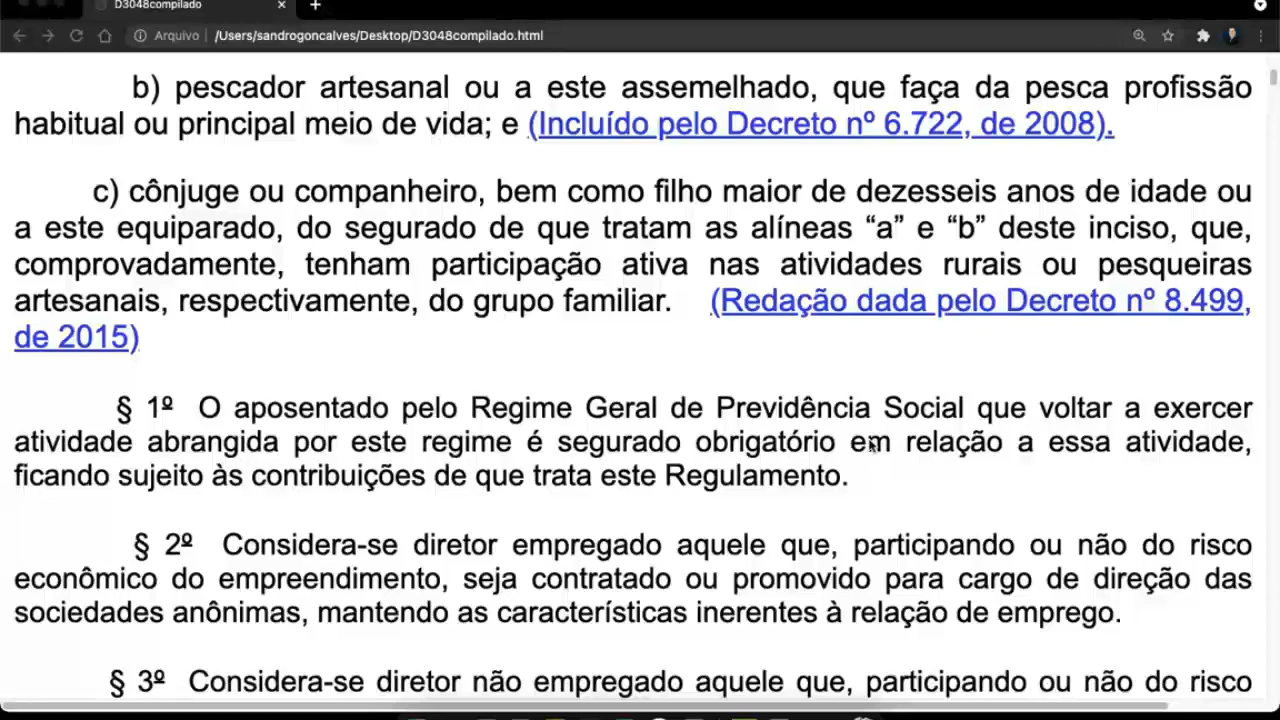 D3048compilado
Arquivo | /Users/sandrogoncalves/Desktop/D3048compilado.html
b) pescador artesanal ou a este assemelhado, que faça da pesca profissão
habitual ou principal meio de vida; e (Incluído pelo Decreto nº 6.722, de 2008).
c) cônjuge ou companheiro, bem como filho maior de dezesseis anos de idade ou
a este equiparado, do segurado de que tratam as alíneas “a” e “b” deste inciso, que,
comprovadamente, tenham participação ativa nas atividades rurais ou pesqueiras
artesanais, respectivamente, do grupo familiar. (Redação dada pelo Decreto nº 8.499,
de 2015)
§ 1º O aposentado pelo Regime Geral de Previdência Social que voltar a exercer
atividade abrangida por este regime é segurado obrigatório em relação a essa atividade,
ficando sujeito às contribuições de que trata este Regulamento.
§ 2º Considera-se diretor empregado aquele que, participando ou não do risco
econômico do empreendimento, seja contratado ou promovido para cargo de direção das
sociedades anônimas, mantendo as características inerentes à relação de emprego.
§ 3º Considera-se diretor não empregado aquele que, participando ou não do risco